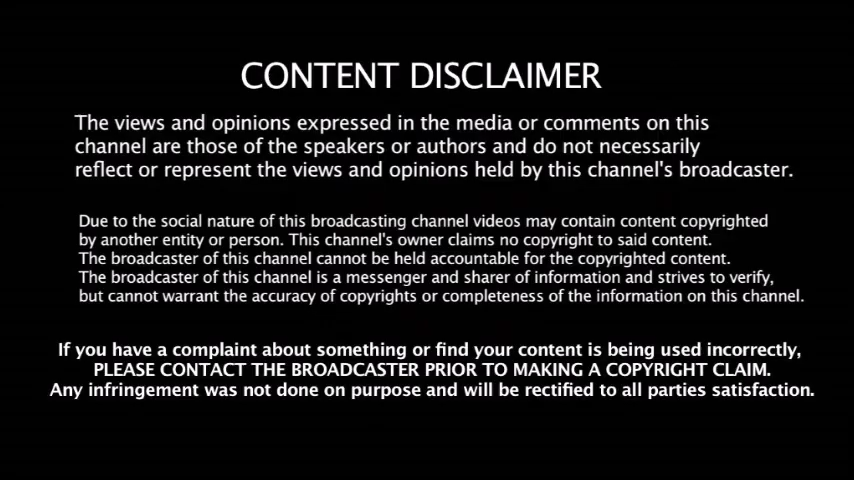 CONTENT DISCLAIMER
The views and opinions expressed in the media or comments on this
channel are those of the speakers or authors and do not necessarily
reflect or represent the views and opinions held by this channel's broadcaster.
Due to the social nature of this broadcasting channel videos may contain content copyrighted
by another entity or person. This channel's owner claims no copyright to said content.
The broadcaster of this channel cannot be held accountable for the copyrighted content.
The broadcaster of this channel is a messenger and sharer of information and strives to verify,
but cannot warrant the accuracy of copyrights or completeness of the information on this channel.
If you have a complaint about something or find your content is being used incorrectly,
PLEASE CONTACT THE BROADCASTER PRIOR TO MAKING A COPYRIGHT CLAIM.
Any infringement was not done on purpose and will be rectified to all parties satisfaction.